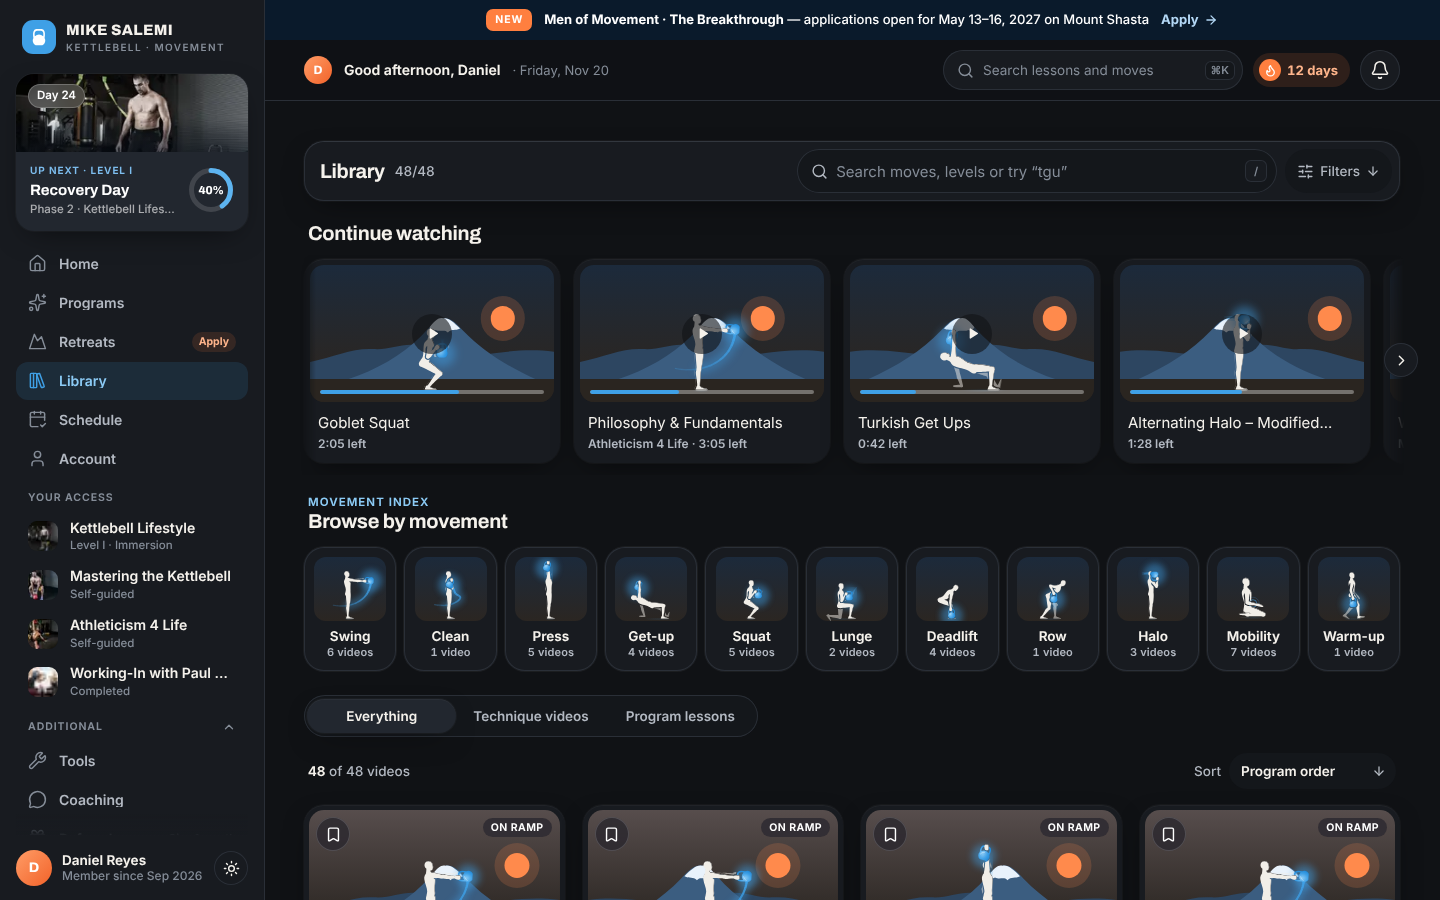 NEW Men of Movement · The Breakthrough — applications open for May 13–16, 2027 on Mount Shasta Apply →
MIKE SALEMI
KETTLEBELL · MOVEMENT
Day 24
UP NEXT · LEVEL I
Recovery Day
Phase 2 · Kettlebell Lifes...
40%
Home
Programs
Retreats Apply
Library
Schedule
Account
YOUR ACCESS
Kettlebell Lifestyle
Level I · Immersion
Mastering the Kettlebell
Self-guided
Athleticism 4 Life
Self-guided
Working-In with Paul ...
Completed
ADDITIONAL
Tools
Coaching
D Daniel Reyes
Member since Sep 2026
D Good afternoon, Daniel · Friday, Nov 20
Search lessons and moves ⌘K
12 days
Library 48/48
Search moves, levels or try “tgu” /
Filters ↓
Continue watching
Goblet Squat
2:05 left
Philosophy & Fundamentals
Athleticism 4 Life · 3:05 left
Turkish Get Ups
0:42 left
Alternating Halo – Modified...
1:28 left
MOVEMENT INDEX
Browse by movement
Swing
6 videos
Clean
1 video
Press
5 videos
Get-up
4 videos
Squat
5 videos
Lunge
2 videos
Deadlift
4 videos
Row
1 video
Halo
3 videos
Mobility
7 videos
Warm-up
1 video
Everything Technique videos Program lessons
48 of 48 videos
Sort Program order ↓
ON RAMP
ON RAMP
ON RAMP
ON RAMP